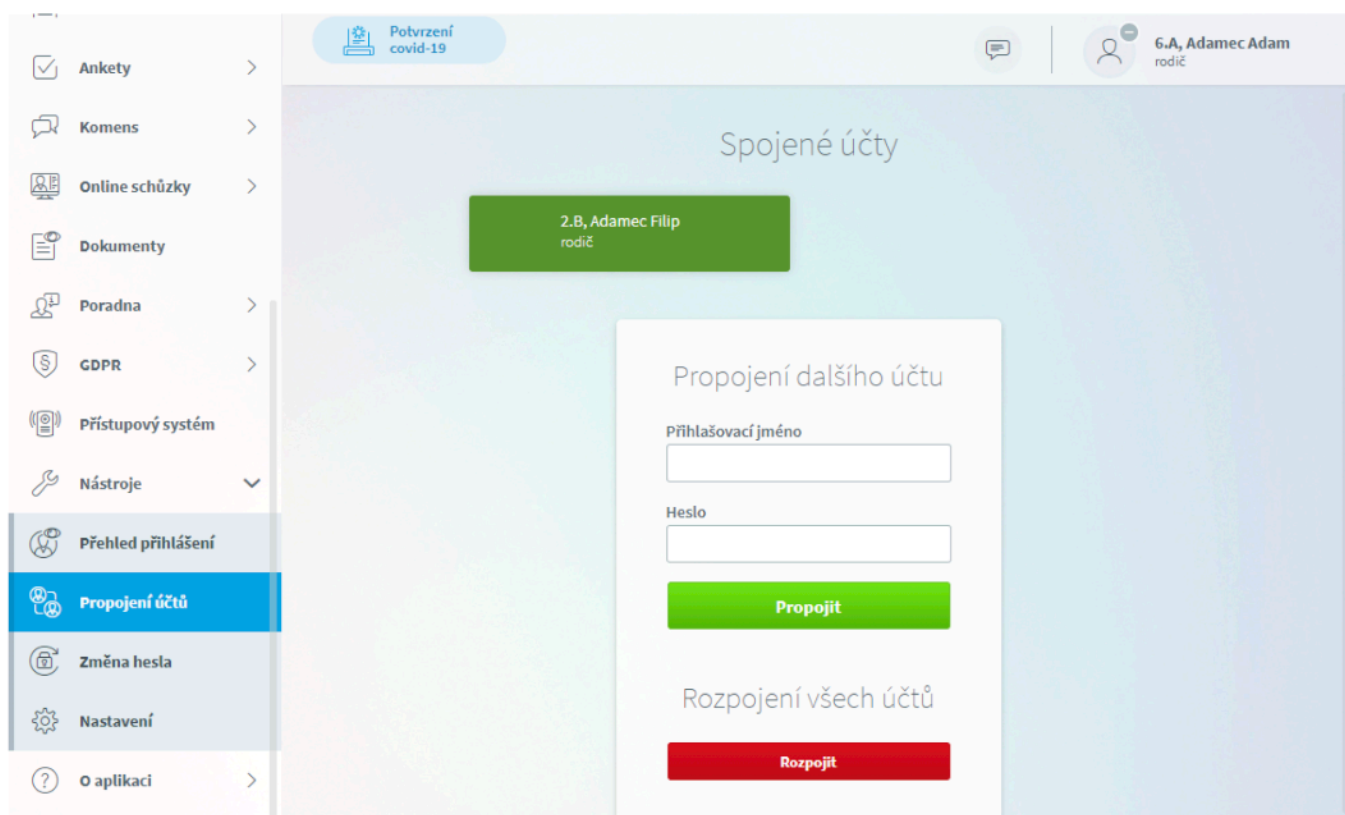 Ankety
Komens
Online schůzky
Dokumenty
Poradna
GDPR
Přístupový systém
Nástroje
Přehled přihlášení
Propojení účtů
Změna hesla
Nastavení
O aplikaci
Potvrzení
covid-19
6.A, Adamec Adam
rodič
Spojené účty
2.B, Adamec Filip
rodič
Propojení dalšího účtu
Přihlašovací jméno
Heslo
Propojit
Rozpojení všech účtů
Rozpojit